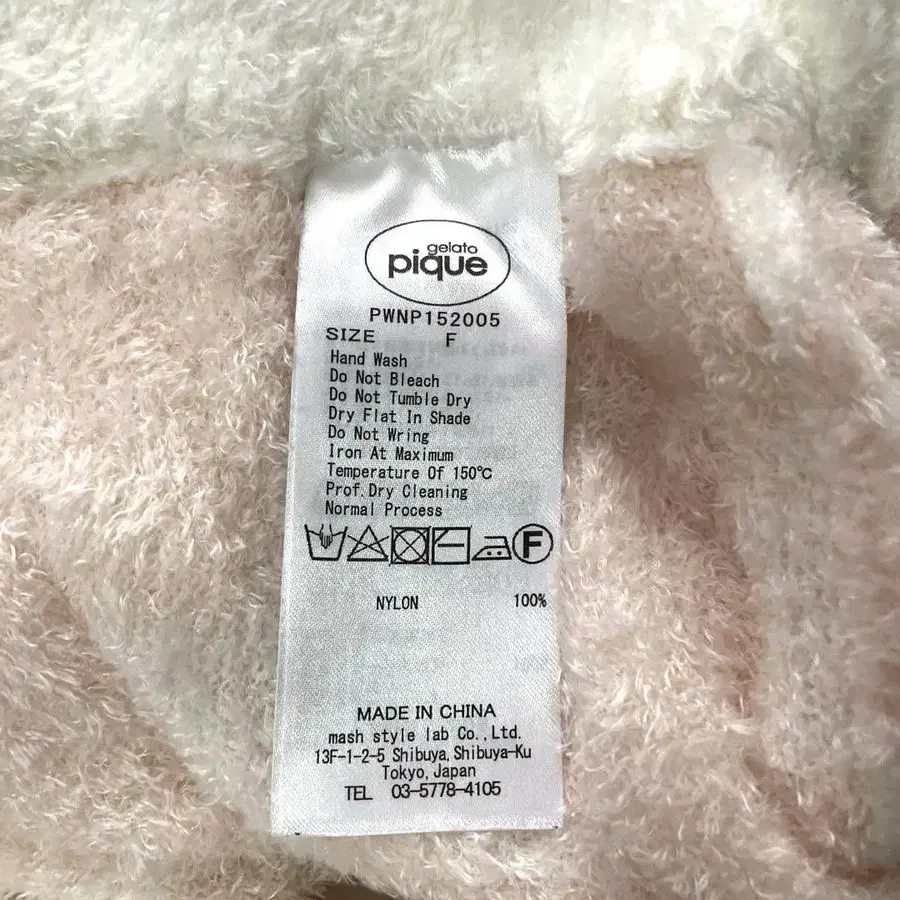 gelato
pique
PWNP152005
SIZE F
Hand Wash
Do Not Bleach
Do Not Tumble Dry
Dry Flat In Shade
Do Not Wring
Iron At Maximum
Temperature Of 150℃
Prof.Dry Cleaning
Normal Process
F
NYLON 100%
MADE IN CHINA
mash style lab Co.,Ltd.
13F-1-2-5 Shibuya,Shibuya-Ku
Tokyo,Japan
TEL 03-5778-4105